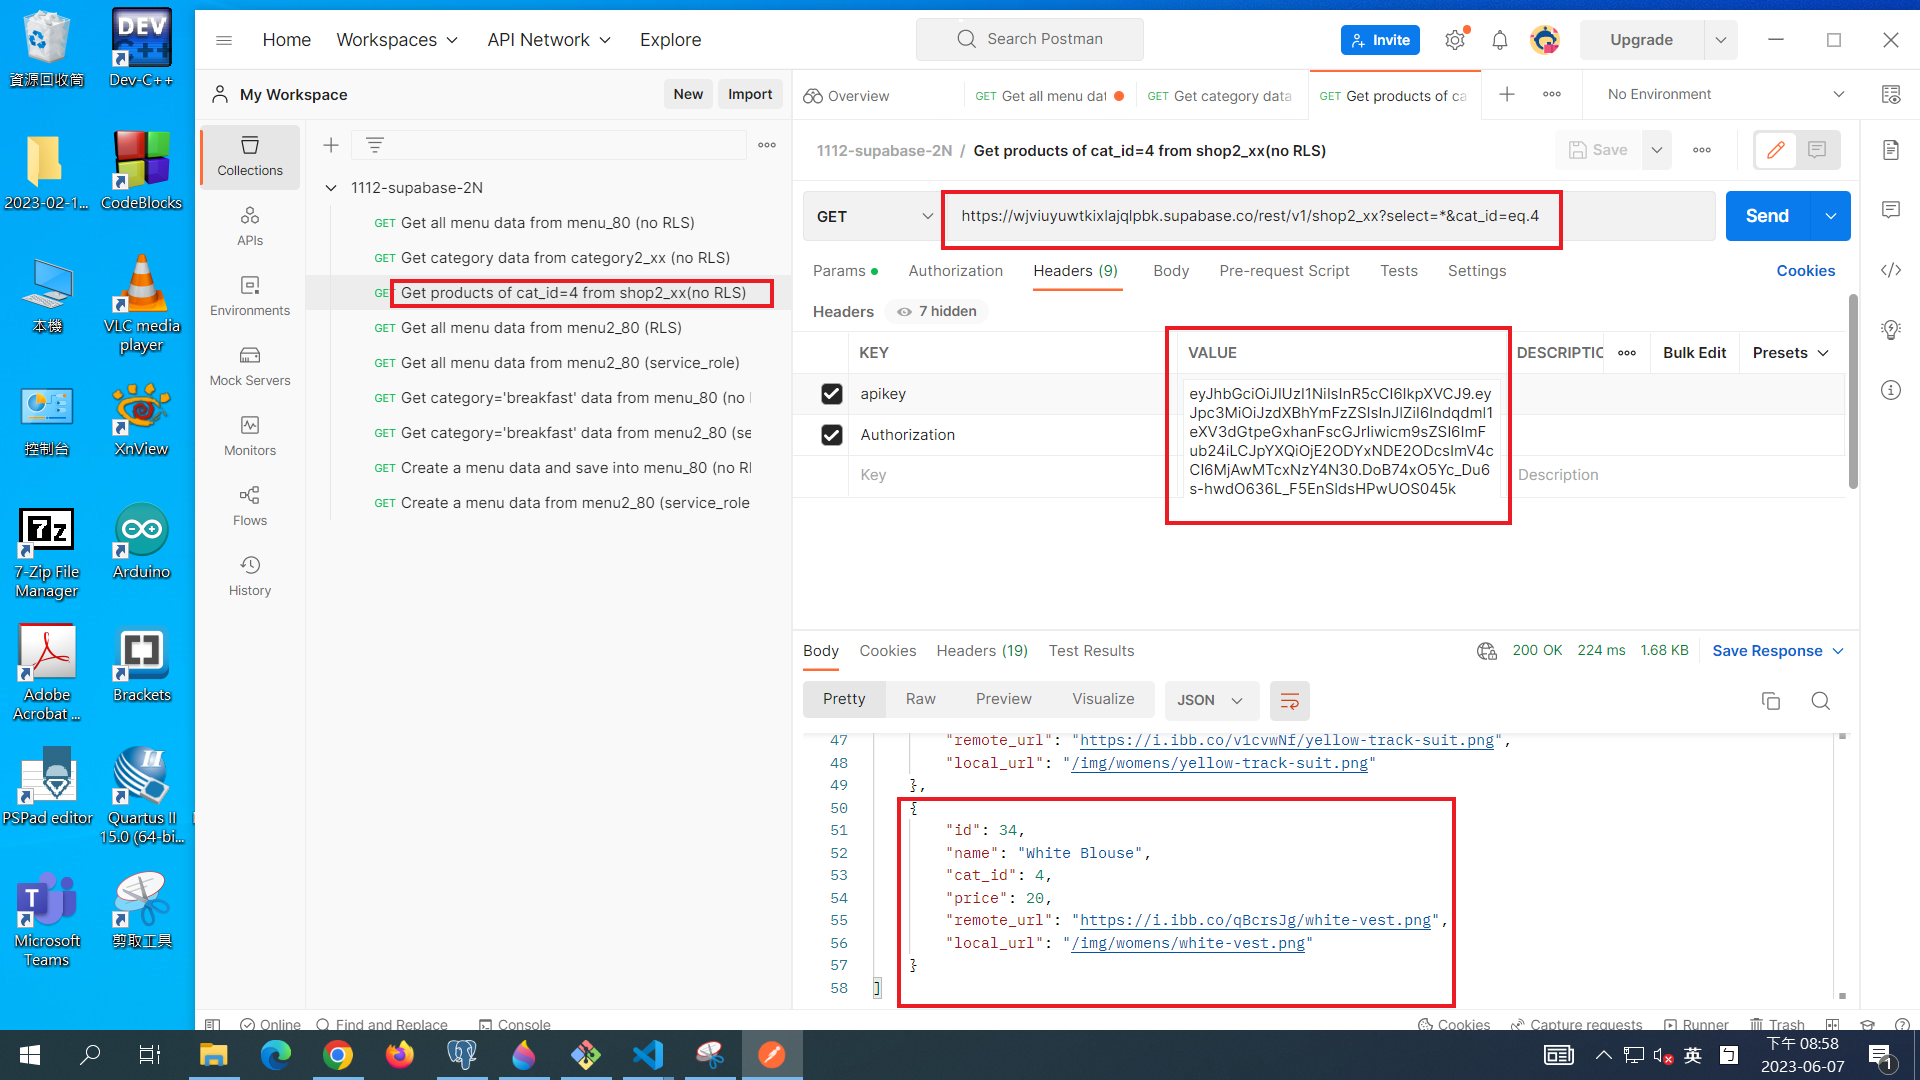 資源回收筒
Dev-C++
2023-02-1...
CodeBlocks
本機
VLC media player
控制台
XnView
7-Zip File Manager
Arduino
Adobe Acrobat ...
Brackets
PSPad editor
Quartus II 15.0 (64-bi...
Microsoft Teams
剪取工具
Home
Workspaces
API Network
Explore
Search Postman
Invite
Upgrade
My Workspace
New
Import
Overview
GET Get all menu dat
GET Get category data
GET Get products of ca
No Environment
Collections
APIs
Environments
Mock Servers
Monitors
Flows
History
1112-supabase-2N
GET Get all menu data from menu_80 (no RLS)
GET Get category data from category2_xx (no RLS)
GET Get products of cat_id=4 from shop2_xx(no RLS)
GET Get all menu data from menu2_80 (RLS)
GET Get all menu data from menu2_80 (service_role)
GET Get category='breakfast' data from menu_80 (no
GET Get category='breakfast' data from menu2_80 (se
GET Create a menu data and save into menu_80 (no
GET Create a menu data from menu2_80 (service_role
1112-supabase-2N / Get products of cat_id=4 from shop2_xx(no RLS)
Save
GET
https://wjviuyuwtkixlajqlpbk.supabase.co/rest/v1/shop2_xx?select=*&cat_id=eq.4
Send
Params
Authorization
Headers (9)
Body
Pre-request Script
Tests
Settings
Cookies
Headers
7 hidden
KEY
VALUE
DESCRIPTIO
Bulk Edit
Presets
apikey
Authorization
Key
Description
Body
Cookies
Headers (19)
Test Results
200 OK
224 ms
1.68 KB
Save Response
Pretty
Raw
Preview
Visualize
JSON
47 "remote_url": "https://i.ibb.co/v1cvwNf/yellow-track-suit.png",
48 "local_url": "/img/womens/yellow-track-suit.png"
49 },
50 {
51 "id": 34,
52 "name": "White Blouse",
53 "cat_id": 4,
54 "price": 20,
55 "remote_url": "https://i.ibb.co/qBcrsJg/white-vest.png",
56 "local_url": "/img/womens/white-vest.png"
57 }
58 ]
Online
Find and Replace
Console
Cookies
Capture requests
Runner
Trash
英
ㄅ
下午 08:58
2023-06-07
1